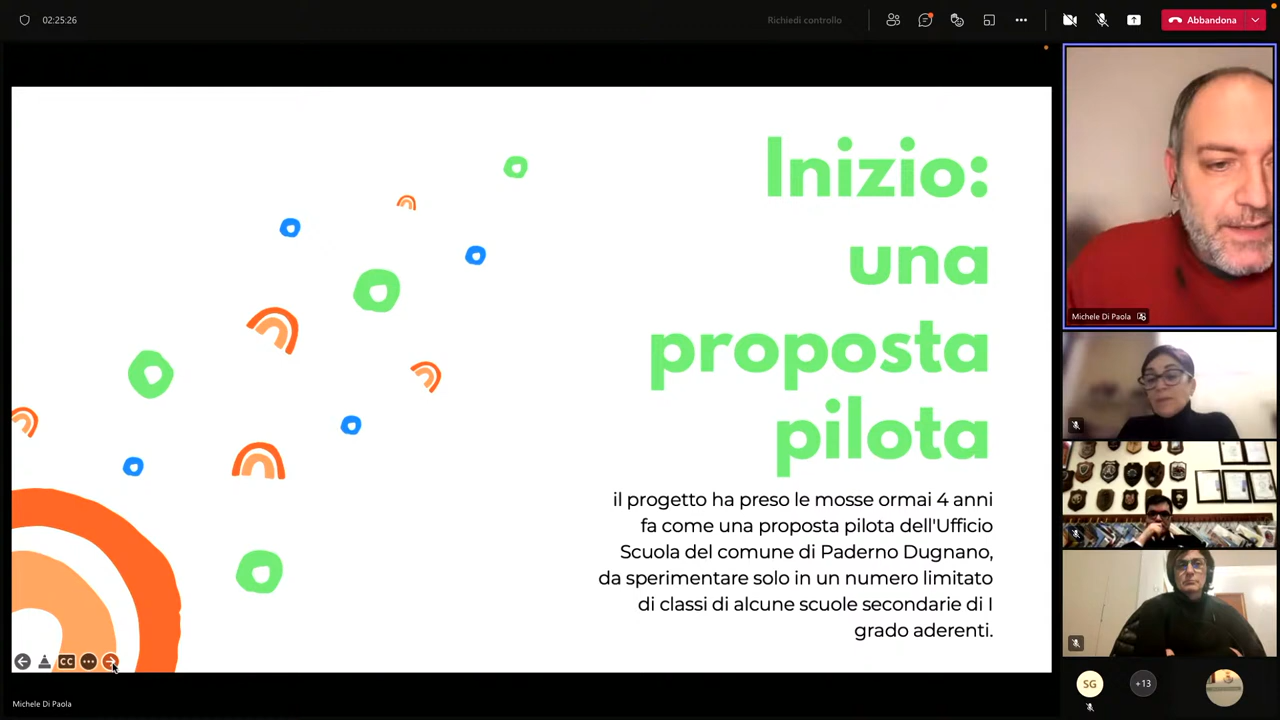 02:25:26
Richiedi controllo
Abbandona
Inizio:
una
proposta
pilota
il progetto ha preso le mosse ormai 4 anni
fa come una proposta pilota dell'Ufficio
Scuola del comune di Paderno Dugnano,
da sperimentare solo in un numero limitato
di classi di alcune scuole secondarie di I
grado aderenti.
CC
Michele Di Paola
Michele Di Paola
SG
+13